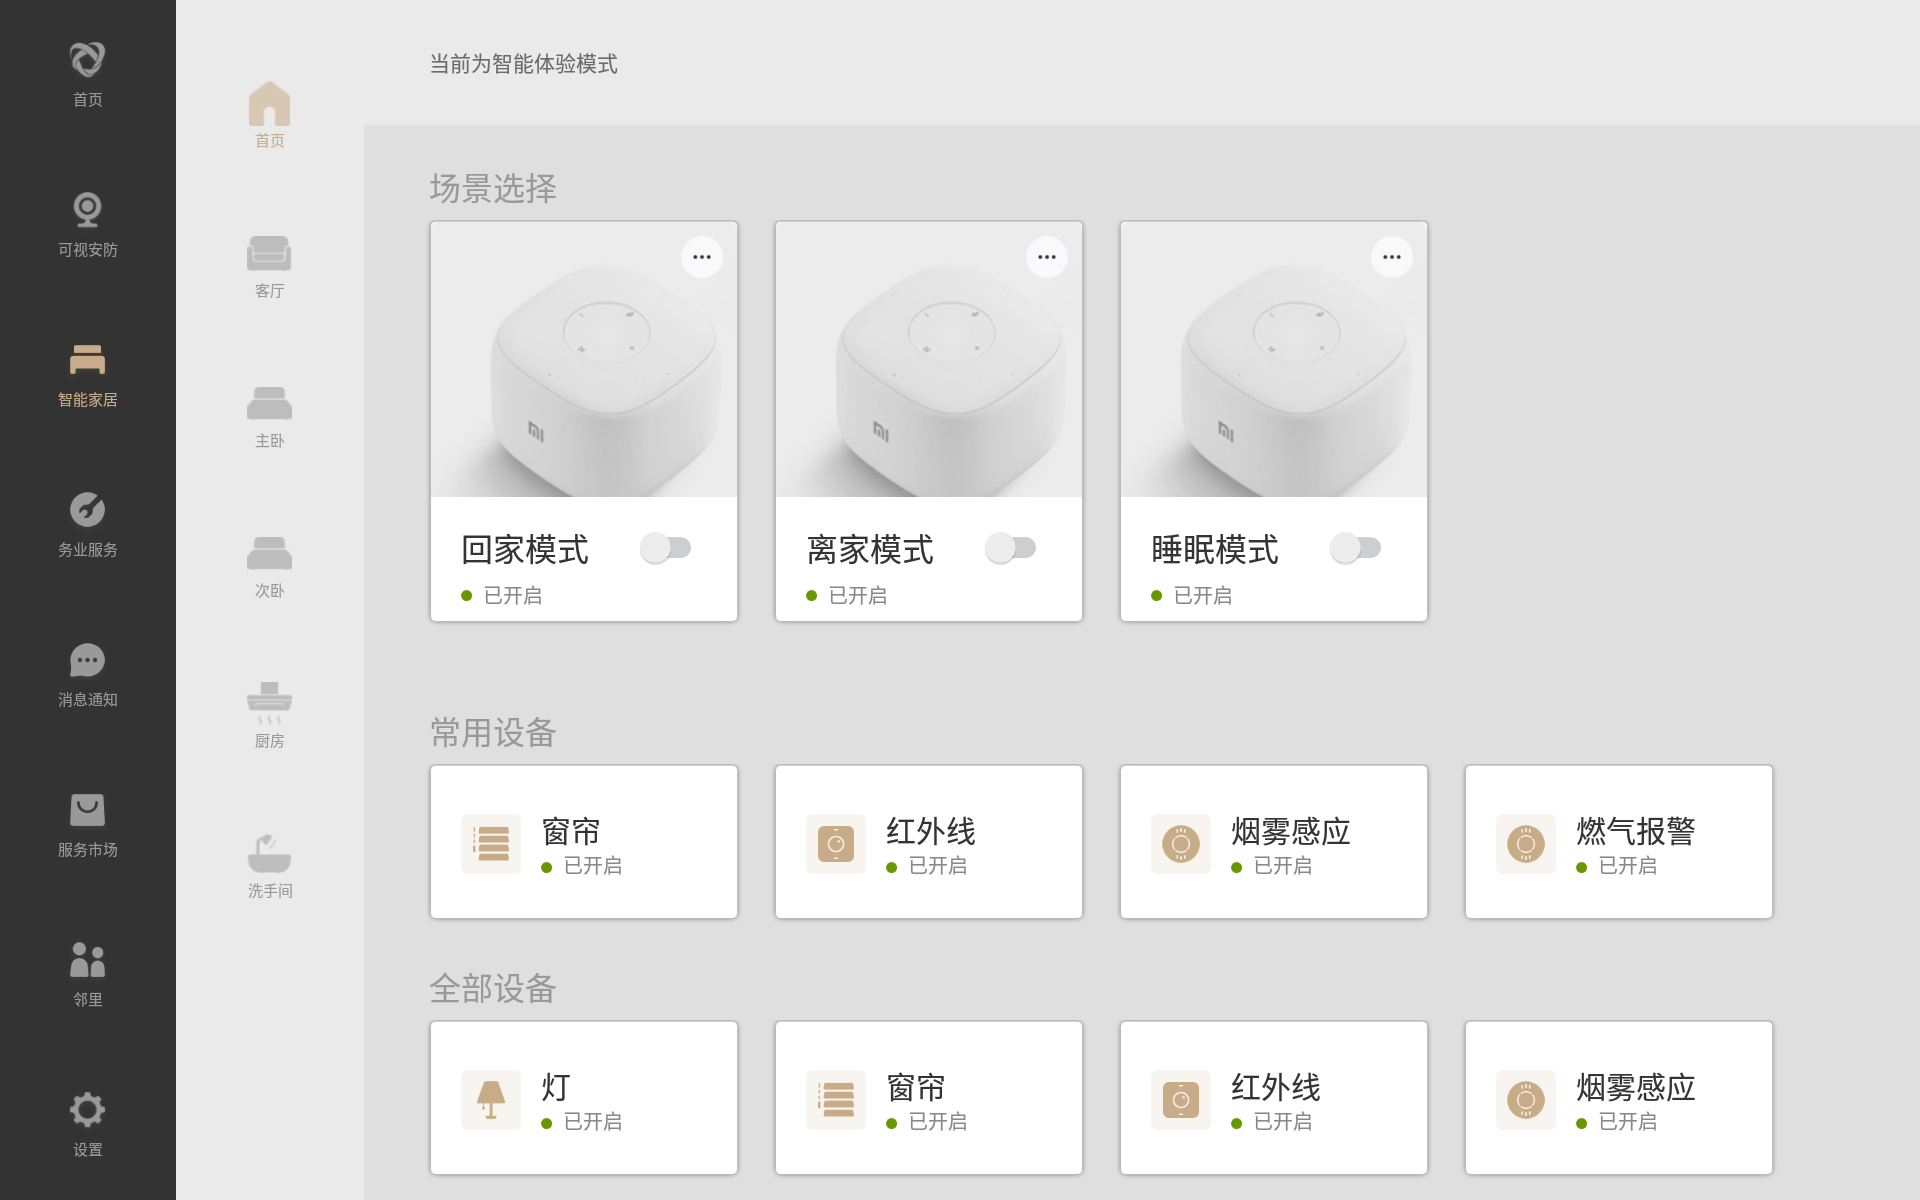 首页
可视安防
智能家居
务业服务
消息通知
服务市场
邻里
设置
首页
客厅
主卧
次卧
厨房
洗手间
当前为智能体验模式
场景选择
回家模式
已开启
离家模式
已开启
睡眠模式
已开启
常用设备
窗帘
已开启
红外线
已开启
烟雾感应
已开启
燃气报警
已开启
全部设备
灯
已开启
窗帘
已开启
红外线
已开启
烟雾感应
已开启